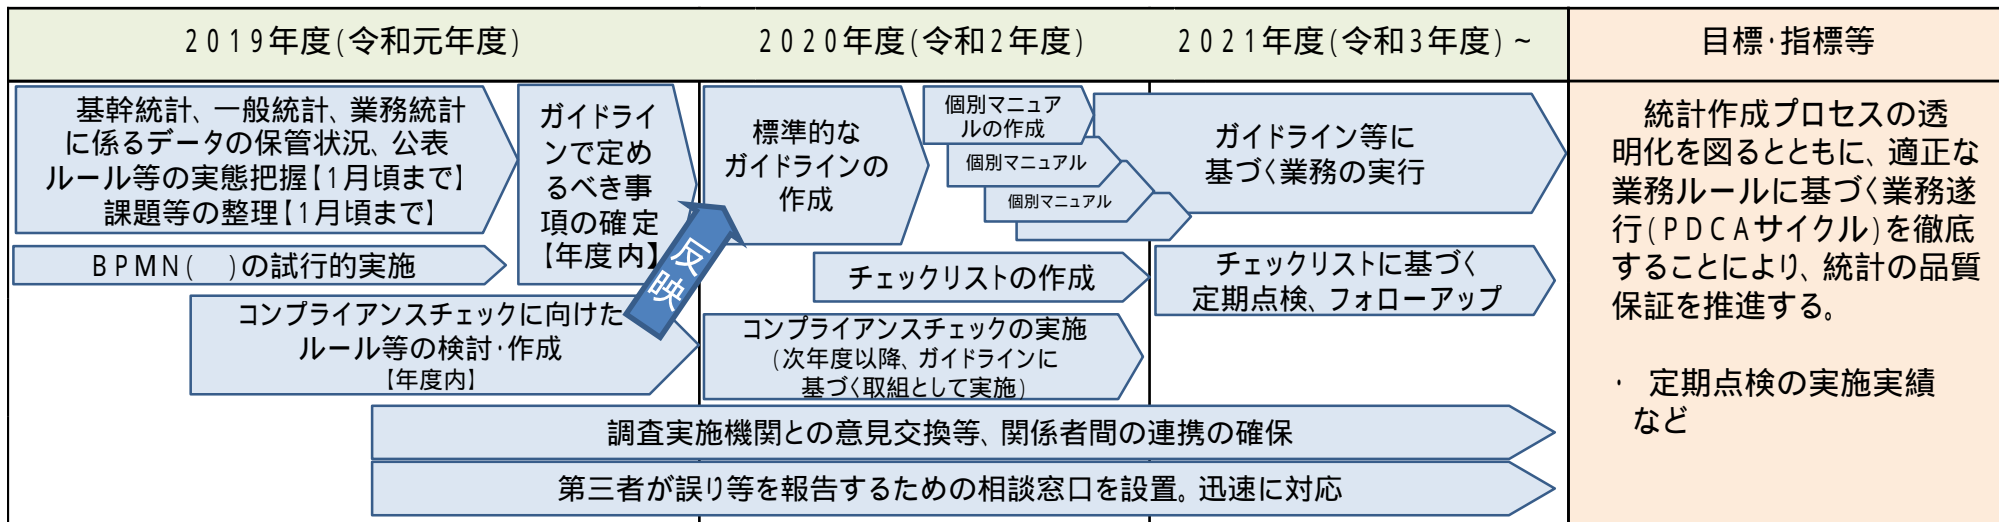 2019年度(令和元年度)
2020年度(令和2年度)
2021年度(令和3年度)~
目標・指標等
基幹統計、一般統計、業務統計
に係るデータの保管状況、公表
ルール等の実態把握【1月頃まで】
課題等の整理【1月頃まで】
BPMN(　)の試行的実施
ガイドライ
ンで定め
るべき事
項の確定
【年度内】
コンプライアンスチェックに向けた
ルール等の検討・作成
【年度内】
反映
標準的な
ガイドラインの
作成
個別マニュア
ルの作成
個別マニュアル
個別マニュアル
チェックリストの作成
コンプライアンスチェックの実施
(次年度以降、ガイドラインに
基づく取組として実施)
ガイドライン等に
基づく業務の実行
チェックリストに基づく
定期点検、フォローアップ
調査実施機関との意見交換等、関係者間の連携の確保
第三者が誤り等を報告するための相談窓口を設置。迅速に対応
統計作成プロセスの透
明化を図るとともに、適正な
業務ルールに基づく業務遂
行(PDCAサイクル)を徹底
することにより、統計の品質
保証を推進する。
・ 定期点検の実施実績
など